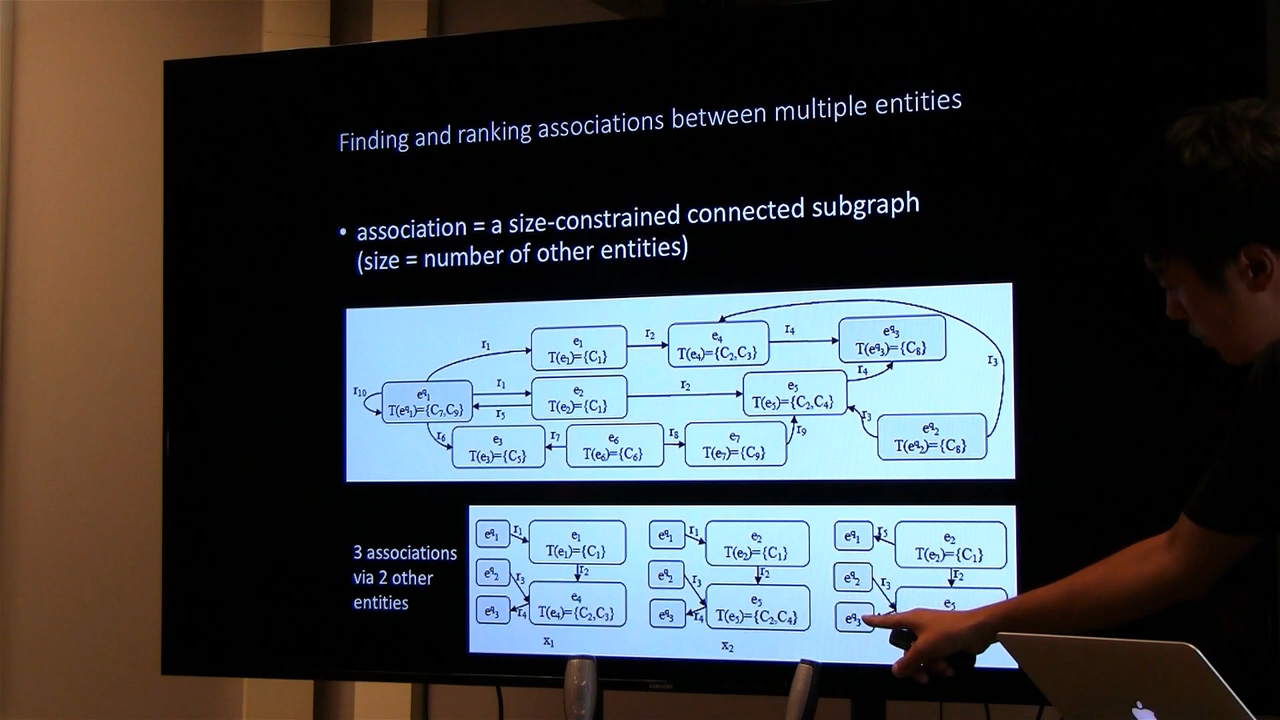 Finding and ranking associations between multiple entities
• association = a size-constrained connected subgraph
(size = number of other entities)
r₁
e₁
T(e₁)={C₁}
r₂
e₄
T(e₄)={C₂,C₃}
r₄
eq₃
T(eq₃)={C₈}
r₃
r₁₀
eq₁
T(eq₁)={C₇,C₉}
r₁
r₅
e₂
T(e₂)={C₁}
r₂
e₅
T(e₅)={C₂,C₄}
r₄
r₃
eq₂
T(eq₂)={C₈}
r₆
e₃
T(e₃)={C₅}
r₇
e₆
T(e₆)={C₆}
r₈
e₇
T(e₇)={C₉}
r₉
3 associations
via 2 other
entities
eq₁
r₁
e₁
T(e₁)={C₁}
eq₂
r₃
r₂
eq₃
r₄
e₄
T(e₄)={C₂,C₃}
x₁
eq₁
r₁
e₂
T(e₂)={C₁}
eq₂
r₃
r₂
eq₃
r₄
e₅
T(e₅)={C₂,C₄}
x₂
eq₁
r₅
e₂
T(e₂)={C₁}
eq₂
r₃
r₂
eq₃
e₅
SAMSUNG